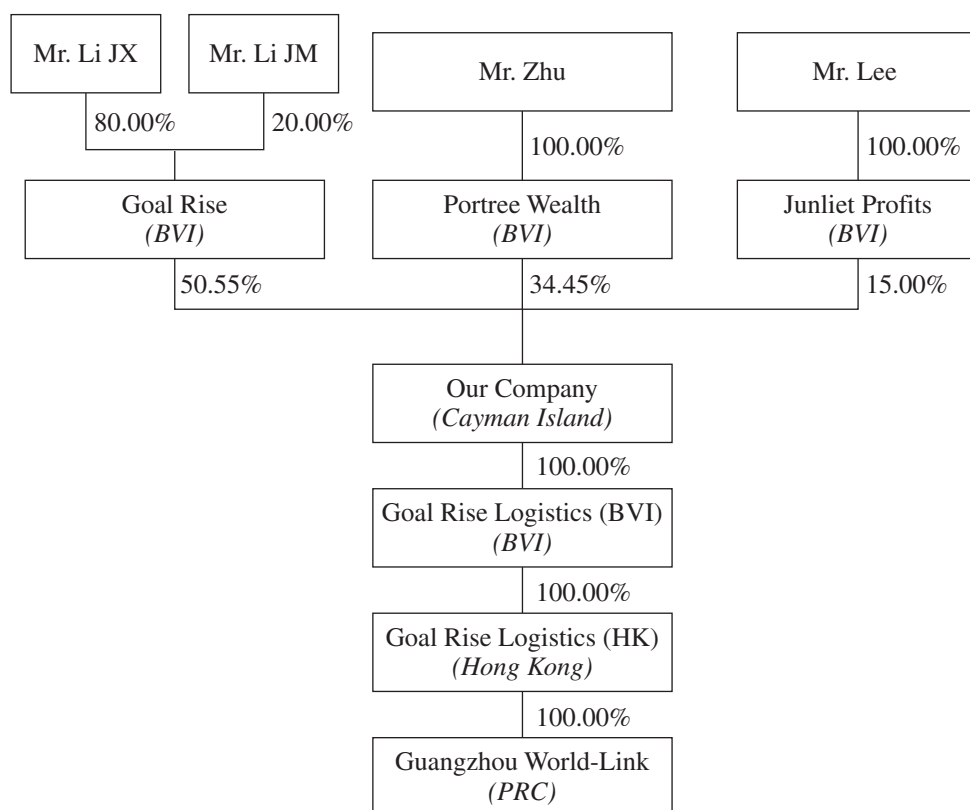 Mr. Li JX
Mr. Li JM
Mr. Zhu
Mr. Lee
80.00%
20.00%
100.00%
100.00%
Goal Rise
(BVI)
Portree Wealth
(BVI)
Junliet Profits
(BVI)
50.55%
34.45%
15.00%
Our Company
(Cayman Island)
100.00%
Goal Rise Logistics (BVI)
(BVI)
100.00%
Goal Rise Logistics (HK)
(Hong Kong)
100.00%
Guangzhou World-Link
(PRC)